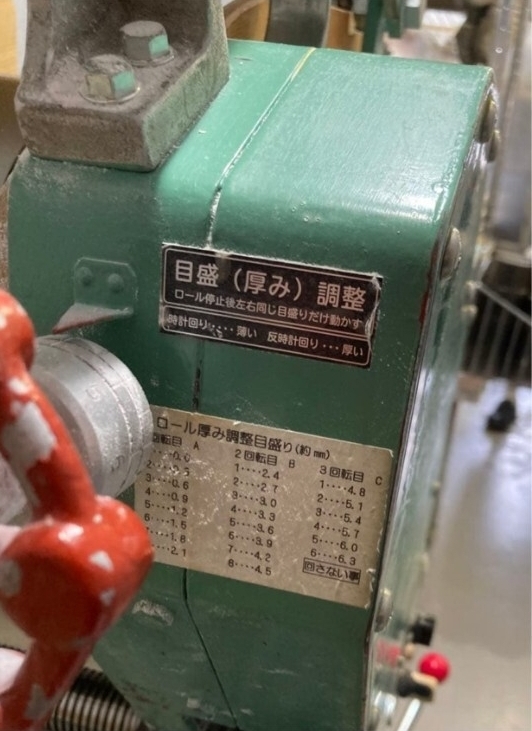 目盛（厚み）調整
ロール停止後左右同じ目盛りだけ動かす
時計回り････薄い 反時計回り･･･厚い
ロール厚み調整目盛り(約㎜)
回転目 A 2回転目 B 3回転目 C
････0.0 1････2.4 1････4.8
2････0.3 2････2.7 2････5.1
3････0.6 3････3.0 3････5.4
4････0.9 4････3.3 4････5.7
5････1.2 5････3.6 5････6.0
6････1.5 6････3.9 6････6.3
････1.8 7････4.2 回さない事
････2.1 8････4.5